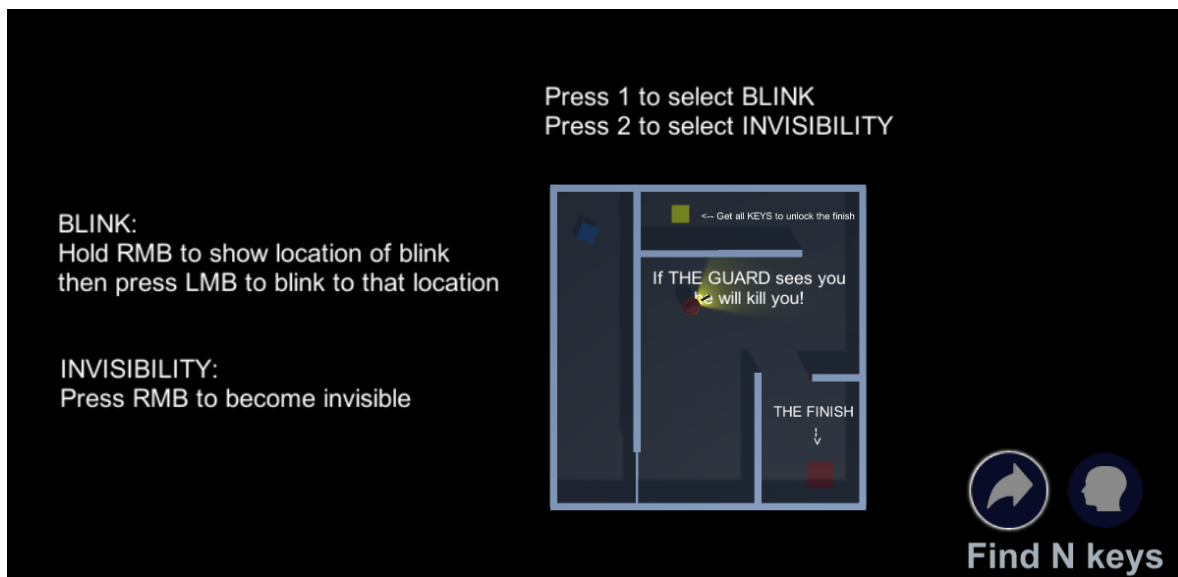 Press 1 to select BLINK
Press 2 to select INVISIBILITY
BLINK:
Hold RMB to show location of blink
then press LMB to blink to that location
INVISIBILITY:
Press RMB to become invisible
<-- Get all KEYS to unlock the finish
If THE GUARD sees you
he will kill you!
THE FINISH
Find N keys